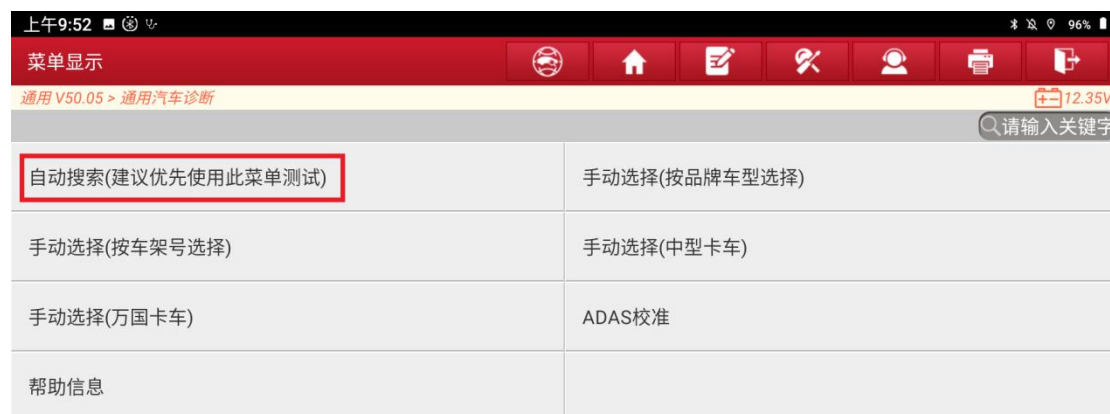 上午9:52
96%
菜单显示
通用 V50.05 > 通用汽车诊断
12.35V
请输入关键字
自动搜索(建议优先使用此菜单测试)
手动选择(按品牌车型选择)
手动选择(按车架号选择)
手动选择(中型卡车)
手动选择(万国卡车)
ADAS校准
帮助信息